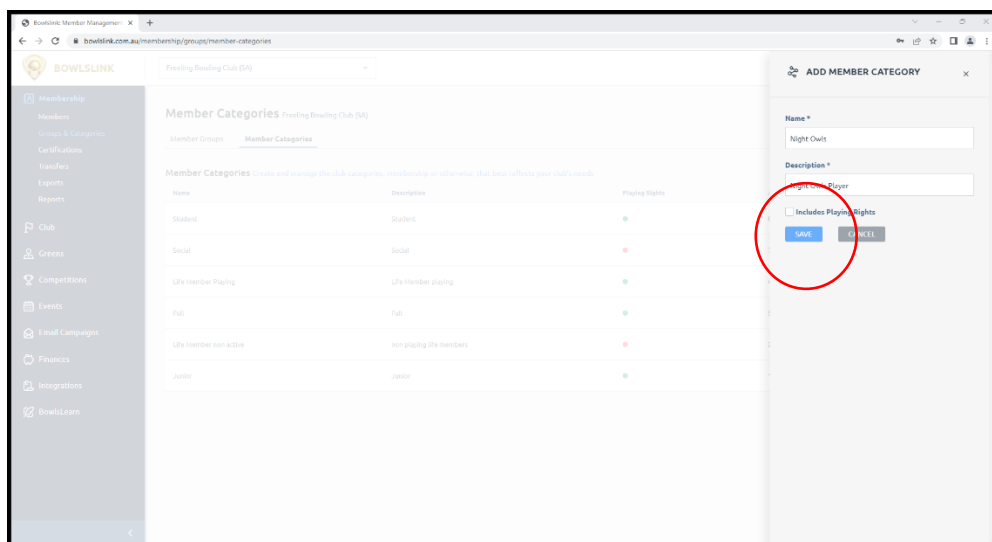 Bowlslink Member Management
bowlslink.com.au/membership/groups/member-categories
BOWLSLINK
Freeling Bowling Club (SA)
ADD MEMBER CATEGORY
Membership
Members
Groups & Categories
Certifications
Transfers
Exports
Reports
Club
Greens
Competitions
Events
Email Campaigns
Finances
Integrations
BowlsLearn
Member Categories Freeling Bowling Club (SA)
Member Groups Member Categories
Member Categories Create and manage the club categories, membership or otherwise, that best reflects your club's needs
Name Description Playing Rights
Student Student
Social Social
Life Member Playing Life Member playing
Full Full
Life Member non active non playing life members
Junior Junior
Name *
Night Owls
Description *
Night Owls Player
Includes Playing Rights
SAVE CANCEL